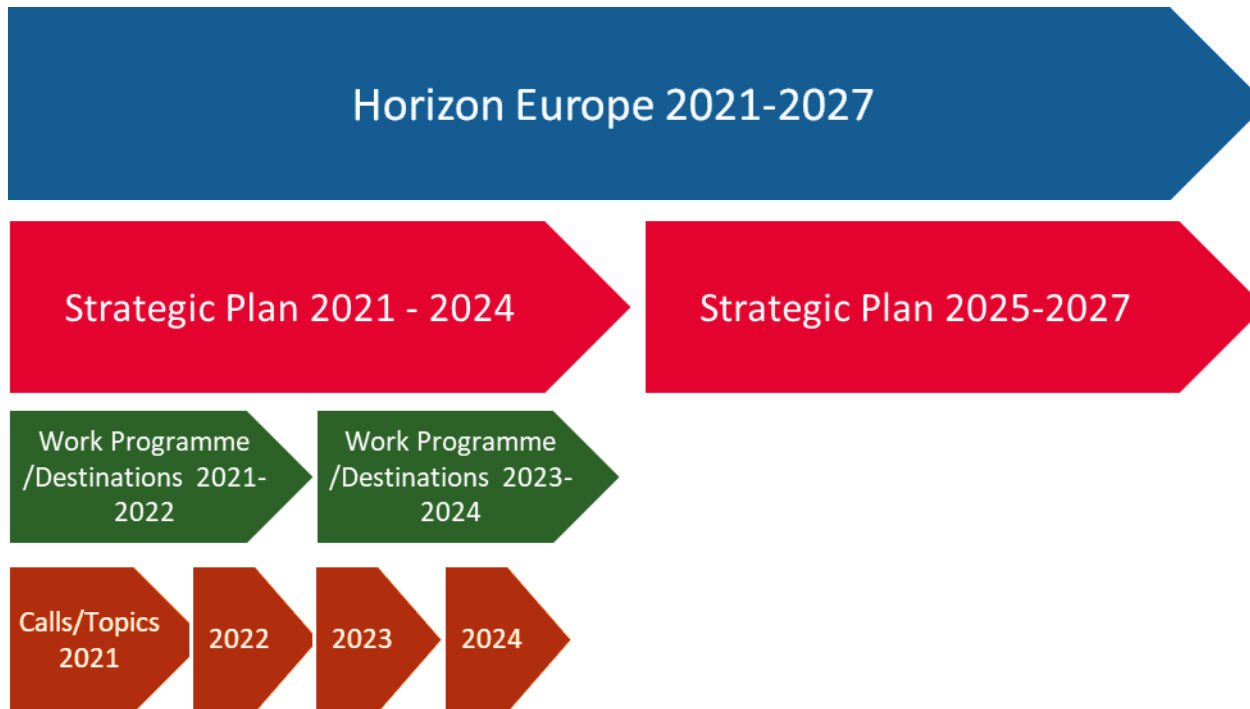 Horizon Europe 2021-2027
Strategic Plan 2021 - 2024
Strategic Plan 2025-2027
Work Programme
/Destinations 2021-
2022
Work Programme
/Destinations 2023-
2024
Calls/Topics
2021
2022
2023
2024